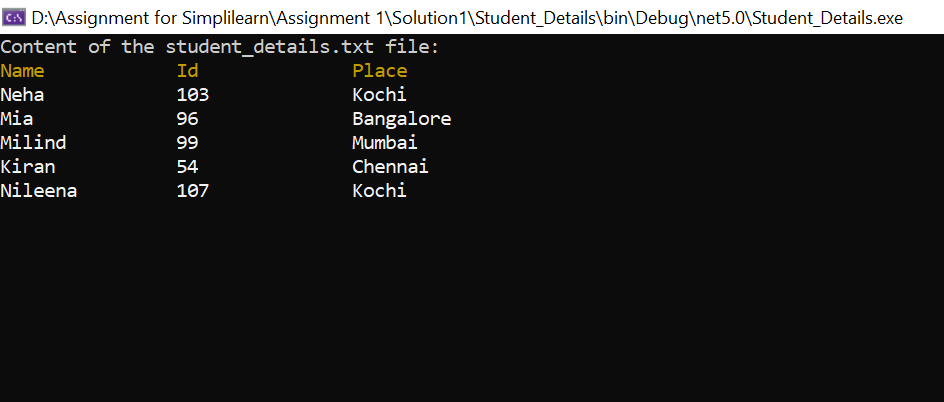 D:\Assignment for Simplilearn\Assignment 1\Solution1\Student_Details\bin\Debug\net5.0\Student_Details.exe
Content of the student_details.txt file:
Name Id Place
Neha 103 Kochi
Mia 96 Bangalore
Milind 99 Mumbai
Kiran 54 Chennai
Nileena 107 Kochi